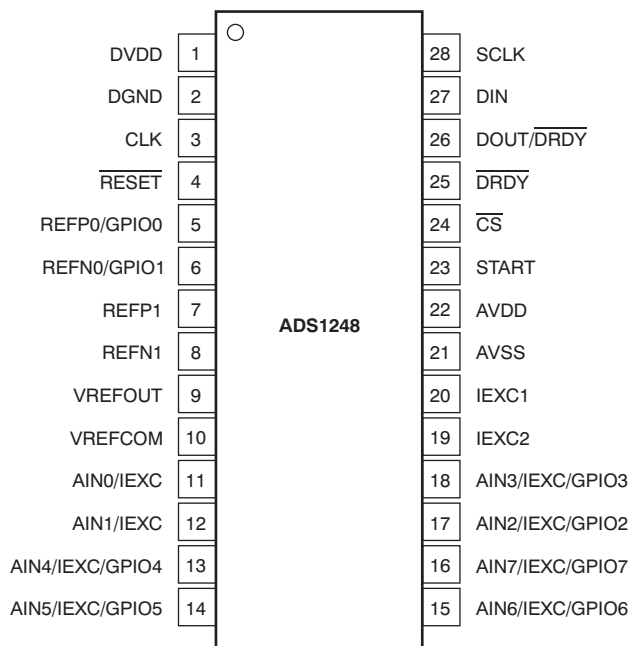 DVDD 1
DGND 2
CLK 3
RESET 4
REFP0/GPIO0 5
REFN0/GPIO1 6
REFP1 7
REFN1 8
VREFOUT 9
VREFCOM 10
AIN0/IEXC 11
AIN1/IEXC 12
AIN4/IEXC/GPIO4 13
AIN5/IEXC/GPIO5 14
ADS1248
28 SCLK
27 DIN
26 DOUT/DRDY
25 DRDY
24 CS
23 START
22 AVDD
21 AVSS
20 IEXC1
19 IEXC2
18 AIN3/IEXC/GPIO3
17 AIN2/IEXC/GPIO2
16 AIN7/IEXC/GPIO7
15 AIN6/IEXC/GPIO6